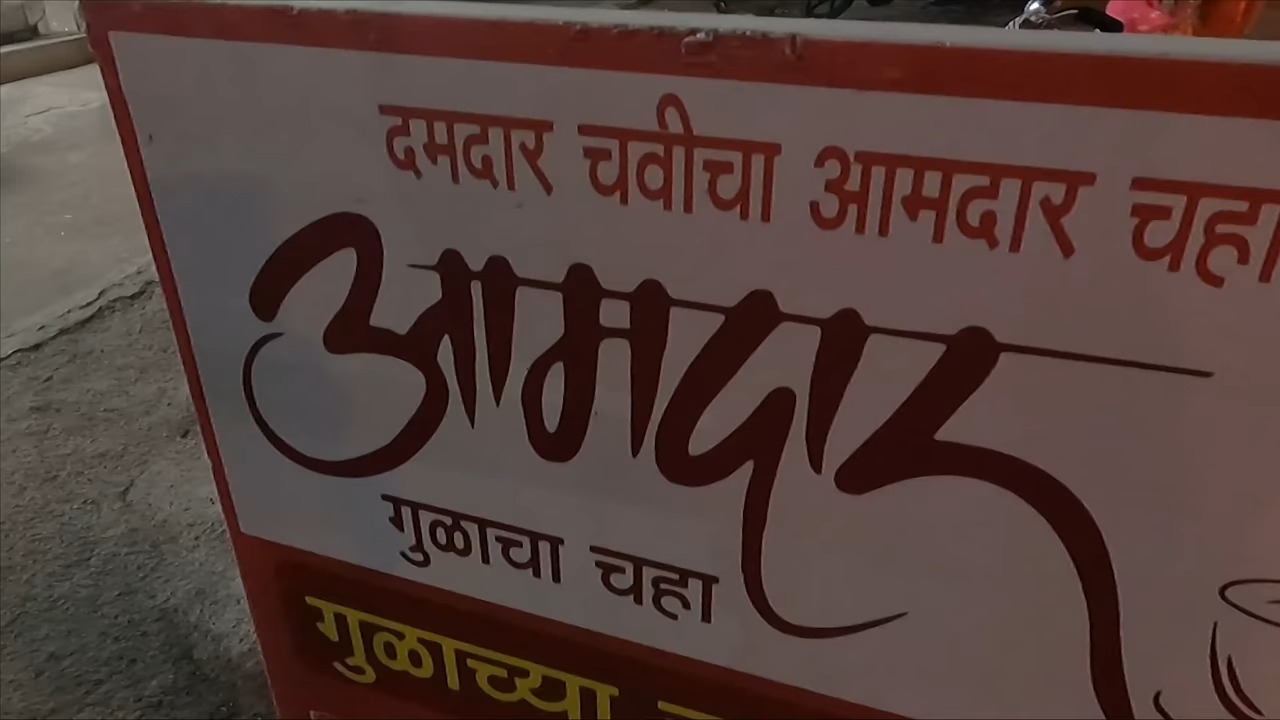 दमदार चवीचा आमदार चहा
आमदार
गुळाचा चहा
गुळाच्या